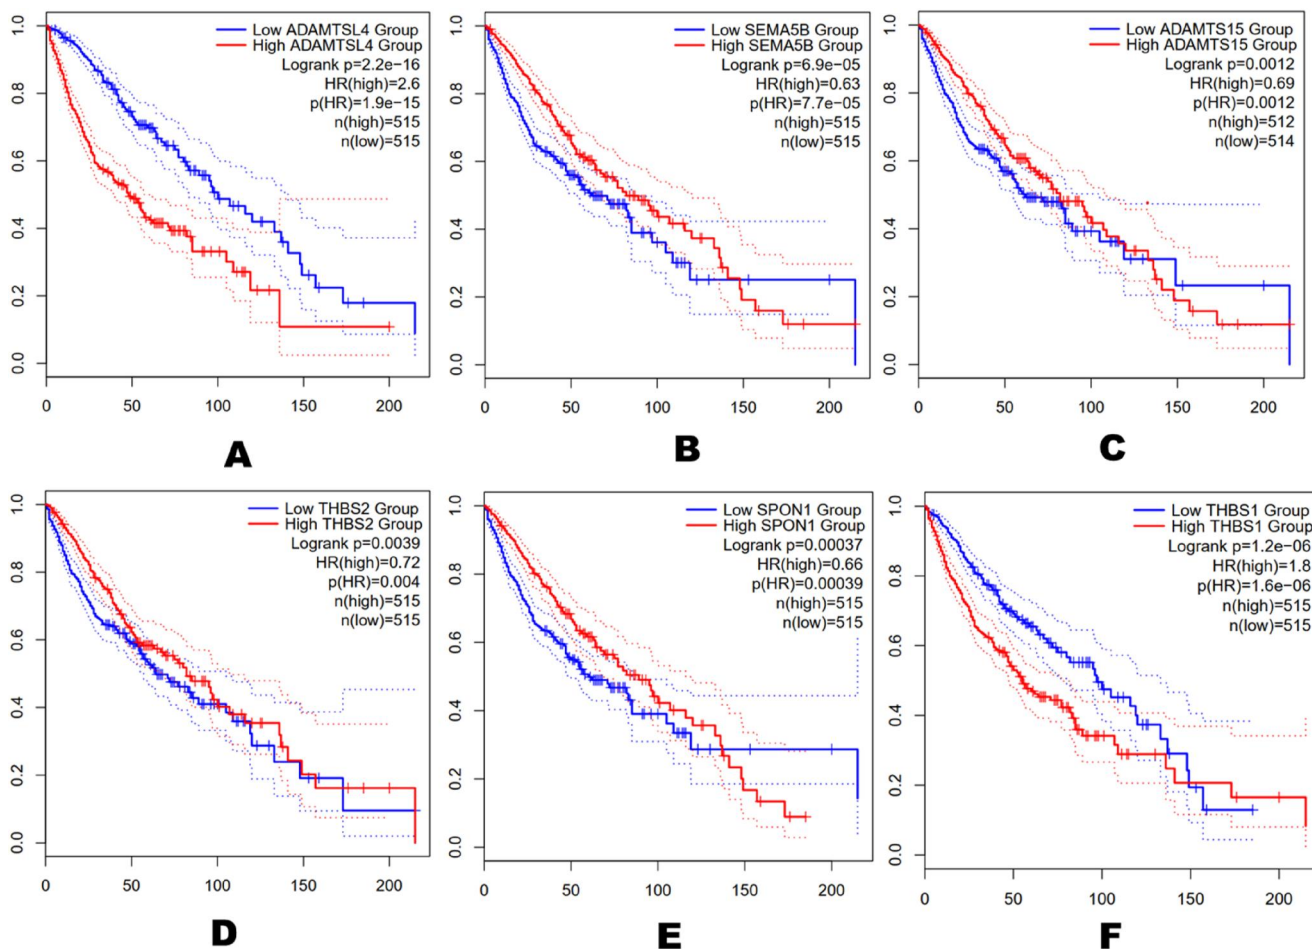 Low ADAMTSL4 Group
High ADAMTSL4 Group
Logrank p=2.2e−16
HR(high)=2.6
p(HR)=1.9e−15
n(high)=515
n(low)=515
0.0 0.2 0.4 0.6 0.8 1.0
0 50 100 150 200
A
Low SEMA5B Group
High SEMA5B Group
Logrank p=6.9e−05
HR(high)=0.63
p(HR)=7.7e−05
n(high)=515
n(low)=515
0.0 0.2 0.4 0.6 0.8 1.0
0 50 100 150 200
B
Low ADAMTS15 Group
High ADAMTS15 Group
Logrank p=0.0012
HR(high)=0.69
p(HR)=0.0012
n(high)=512
n(low)=514
0.0 0.2 0.4 0.6 0.8 1.0
0 50 100 150 200
C
Low THBS2 Group
High THBS2 Group
Logrank p=0.0039
HR(high)=0.72
p(HR)=0.004
n(high)=515
n(low)=515
0.0 0.2 0.4 0.6 0.8 1.0
0 50 100 150 200
D
Low SPON1 Group
High SPON1 Group
Logrank p=0.00037
HR(high)=0.66
p(HR)=0.00039
n(high)=515
n(low)=515
0.0 0.2 0.4 0.6 0.8 1.0
0 50 100 150 200
E
Low THBS1 Group
High THBS1 Group
Logrank p=1.2e−06
HR(high)=1.8
p(HR)=1.6e−06
n(high)=515
n(low)=515
0.0 0.2 0.4 0.6 0.8 1.0
0 50 100 150 200
F